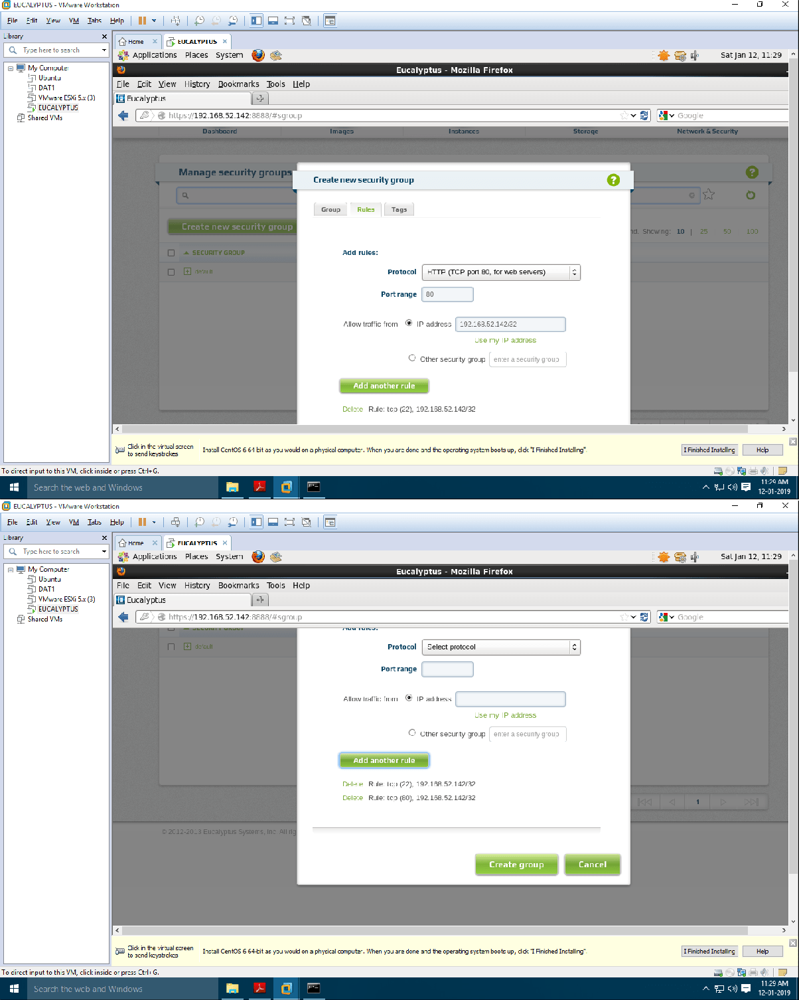 EUCALYPTUS - VMware Workstation
File Edit View VM Tabs Help
Library
Type here to search
My Computer
Ubuntu
DAT1
VMware ESXi 5.x (3)
EUCALYPTUS
Shared VMs
Home EUCALYPTUS
Applications Places System Sat Jan 12, 11:29
Eucalyptus - Mozilla Firefox
File Edit View History Bookmarks Tools Help
Eucalyptus
https://192.168.52.142:8888/#sgroup Google
Dashboard Images Instances Storage Network & Security
Manage security groups
Create new security group
Group Rules Tags
Create new security group
nd. Showing: 10 | 25 50 100
SECURITY GROUP
default
Add rules:
Protocol HTTP (TCP port 80, for web servers)
Port range 80
Allow traffic from IP address 192.168.52.142/32
Use my IP address
Other security group enter a security group
Add another rule
Delete Rule: tcp (22), 192.168.52.142/32
Click in the virtual screen
to send keystrokes
Install CentOS 6 64-bit as you would on a physical computer. When you are done and the operating system boots up, click "I Finished Installing".
I Finished Installing Help
To direct input to this VM, click inside or press Ctrl+G.
Search the web and Windows
11:29 AM
12-01-2019
EUCALYPTUS - VMware Workstation
File Edit View VM Tabs Help
Library
Type here to search
My Computer
Ubuntu
DAT1
VMware ESXi 5.x (3)
EUCALYPTUS
Shared VMs
Home EUCALYPTUS
Applications Places System Sat Jan 12, 11:29
Eucalyptus - Mozilla Firefox
File Edit View History Bookmarks Tools Help
Eucalyptus
https://192.168.52.142:8888/#sgroup Google
SECURITY GROUP
default
Add rules:
Protocol Select protocol
Port range
Allow traffic from IP address
Use my IP address
Other security group enter a security group
Add another rule
Delete Rule: tcp (22), 192.168.52.142/32
Delete Rule: tcp (80), 192.168.52.142/32
1
© 2012-2013 Eucalyptus Systems, Inc. All rig
Create group Cancel
Click in the virtual screen
to send keystrokes
Install CentOS 6 64-bit as you would on a physical computer. When you are done and the operating system boots up, click "I Finished Installing".
I Finished Installing Help
To direct input to this VM, click inside or press Ctrl+G.
Search the web and Windows
11:29 AM
12-01-2019